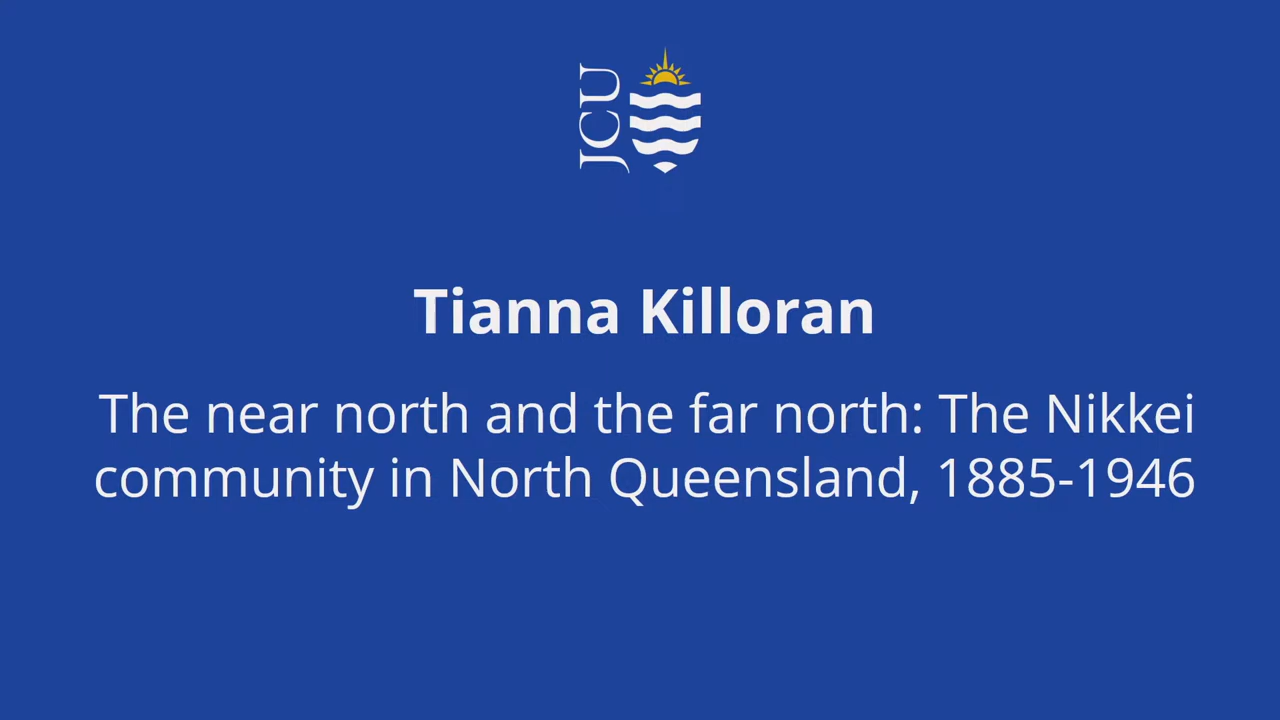 JCU
Tianna Killoran
The near north and the far north: The Nikkei
community in North Queensland, 1885-1946